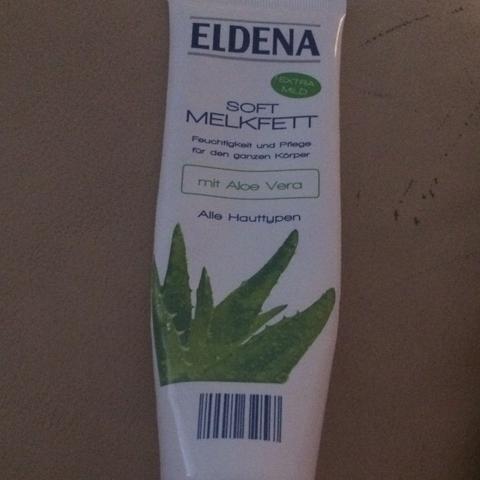 ELDENA
EXTRA
MILD
SOFT
MELKFETT
Feuchtigkeit und Pflege
für den ganzen Körper
mit Aloe Vera
Alle Hauttypen